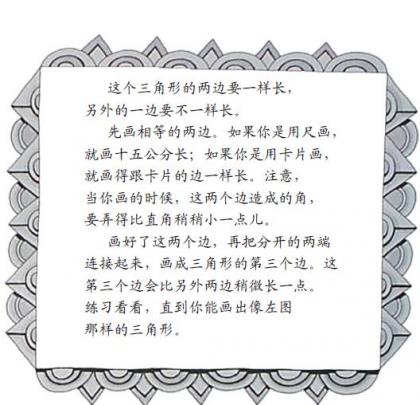 这个三角形的两边要一样长，
另外的一边要不一样长。
先画相等的两边。如果你是用尺画，
就画十五公分长；如果你是用卡片画，
就画得跟卡片的边一样长。注意，
当你画的时候，这两个边造成的角，
要弄得比直角稍稍小一点儿。
画好了这两个边，再把分开的两端
连接起来，画成三角形的第三个边。这
第三个边会比另外两边稍微长一点。
练习看看，直到你能画出像左图
那样的三角形。